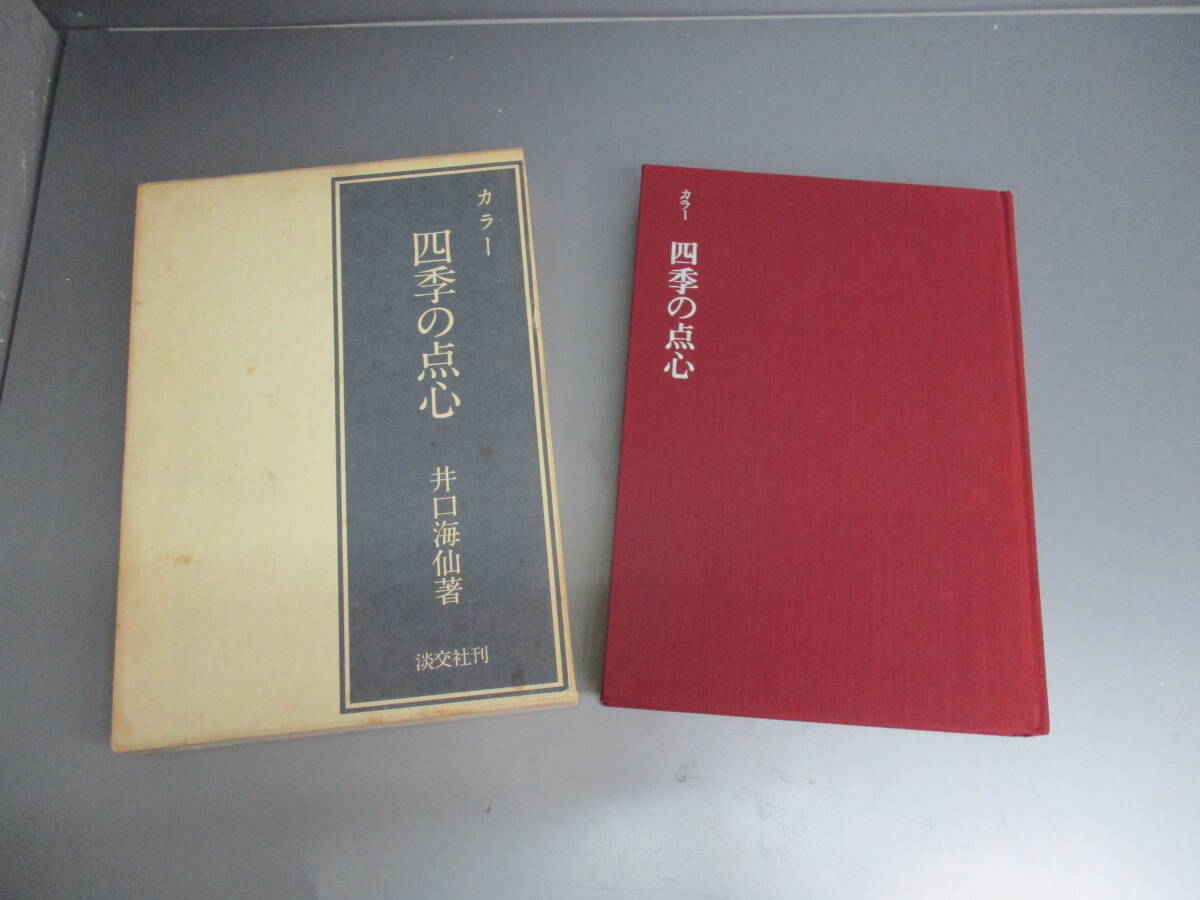 カラー
四季の点心
井口海仙著
淡交社刊
カラー
四季の点心